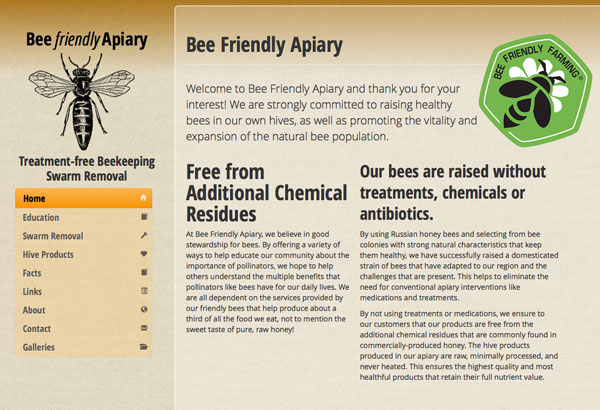 Bee friendly Apiary
Treatment-free Beekeeping
Swarm Removal
Home
Education
Swarm Removal
Hive Products
Facts
Links
About
Contact
Galleries
Bee Friendly Apiary
BEE FRIENDLY FARMING®
Welcome to Bee Friendly Apiary and thank you for your
interest! We are strongly committed to raising healthy
bees in our own hives, as well as promoting the vitality and
expansion of the natural bee population.
Free from
Additional Chemical
Residues
At Bee Friendly Apiary, we believe in good
stewardship for bees. By offering a variety of
ways to help educate our community about the
importance of pollinators, we hope to help
others understand the multiple benefits that
pollinators like bees have for our daily lives. We
are all dependent on the services provided by
our friendly bees that help produce about a
third of all the food we eat, not to mention the
sweet taste of pure, raw honey!
Our bees are raised without
treatments, chemicals or
antibiotics.
By using Russian honey bees and selecting from bee
colonies with strong natural characteristics that keep
them healthy, we have successfully raised a domesticated
strain of bees that have adapted to our region and the
challenges that are present. This helps to eliminate the
need for conventional apiary interventions like
medications and treatments.
By not using treatments or medications, we ensure to
our customers that our products are free from the
additional chemical residues that are commonly found in
commercially-produced honey. The hive products
produced in our apiary are raw, minimally processed, and
never heated. This ensures the highest quality and most
healthful products that retain their full nutrient value.